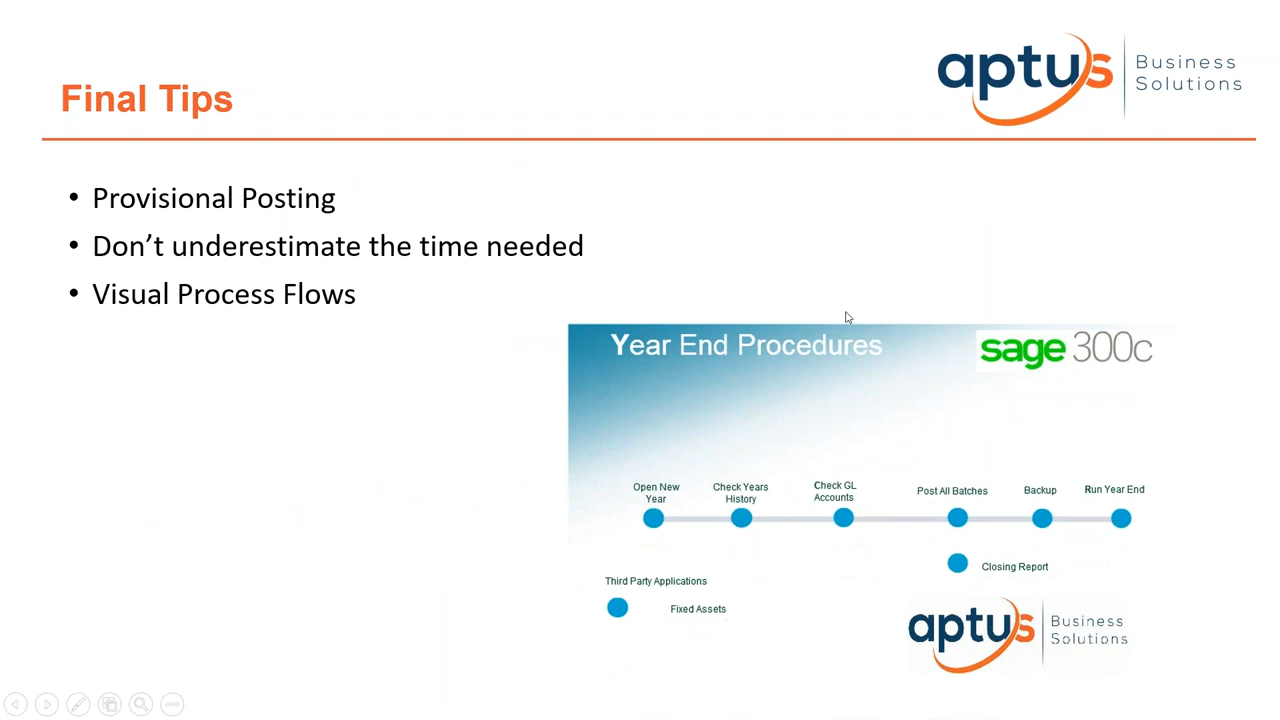 aptus Business
Solutions
Final Tips
• Provisional Posting
• Don’t underestimate the time needed
• Visual Process Flows
Year End Procedures
sage 300c
Open New
Year
Check Years
History
Check GL
Accounts
Post All Batches
Backup
Run Year End
Closing Report
Third Party Applications
Fixed Assets
aptus Business
Solutions